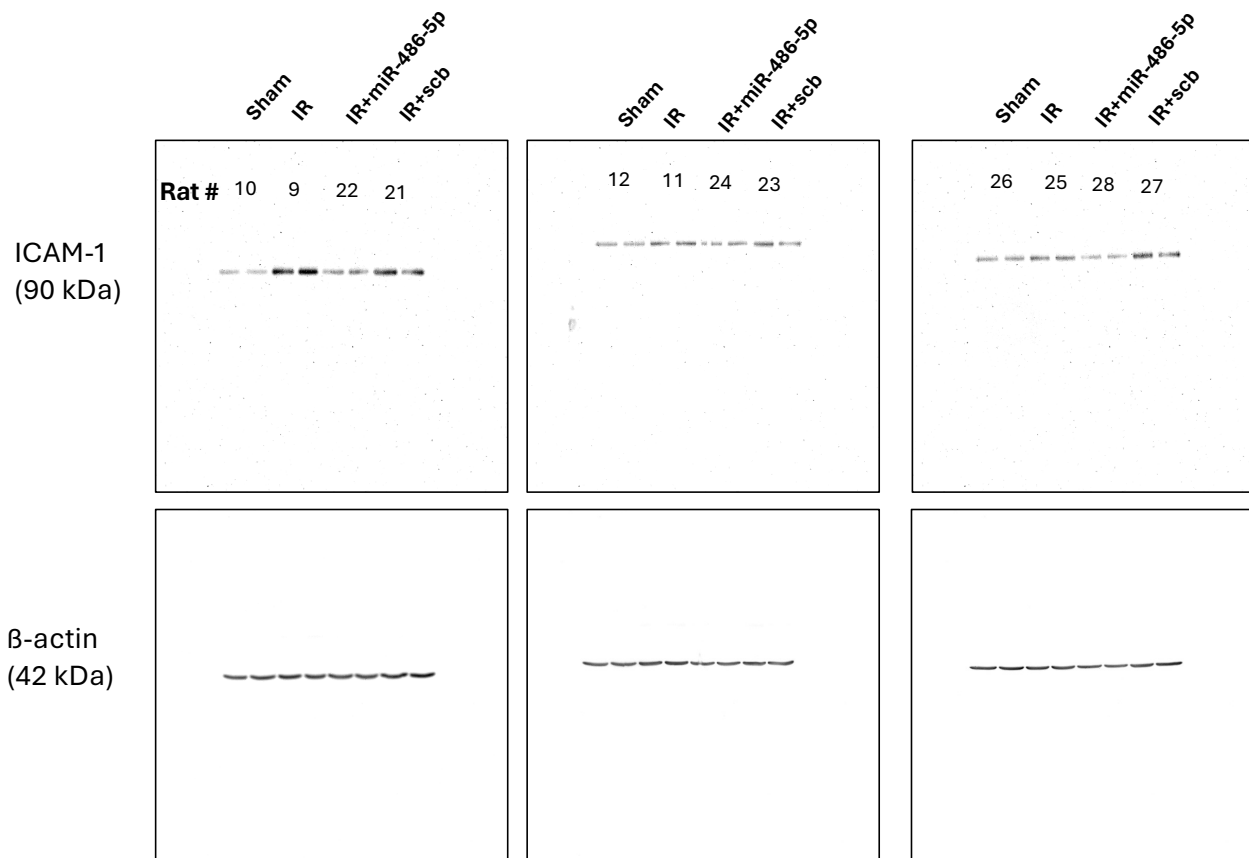 Sham IR IR+miR-486-5p IR+scb
Sham IR IR+miR-486-5p IR+scb
Sham IR IR+miR-486-5p IR+scb
Rat # 10 9 22 21
12 11 24 23
26 25 28 27
ICAM-1
(90 kDa)
ß-actin
(42 kDa)